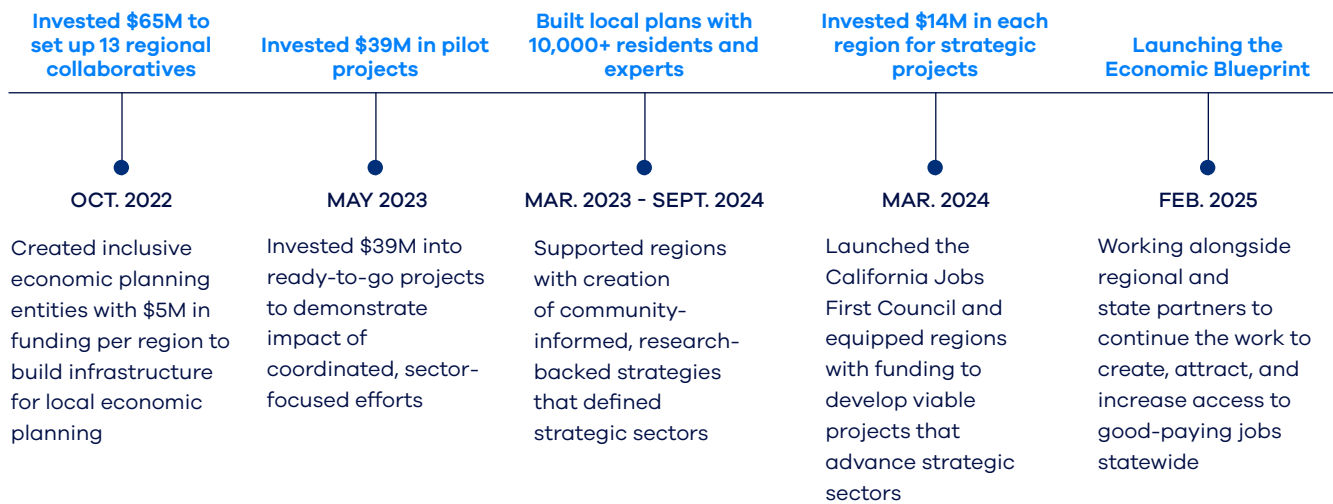 Invested $65M to
set up 13 regional
collaboratives
Invested $39M in pilot
projects
Built local plans with
10,000+ residents and
experts
Invested $14M in each
region for strategic
projects
Launching the
Economic Blueprint
OCT. 2022
Created inclusive
economic planning
entities with $5M in
funding per region to
build infrastructure
for local economic
planning
MAY 2023
Invested $39M into
ready-to-go projects
to demonstrate
impact of
coordinated, sector-
focused efforts
MAR. 2023 - SEPT. 2024
Supported regions
with creation
of community-
informed, research-
backed strategies
that defined
strategic sectors
MAR. 2024
Launched the
California Jobs
First Council and
equipped regions
with funding to
develop viable
projects that
advance strategic
sectors
FEB. 2025
Working alongside
regional and
state partners to
continue the work to
create, attract, and
increase access to
good-paying jobs
statewide